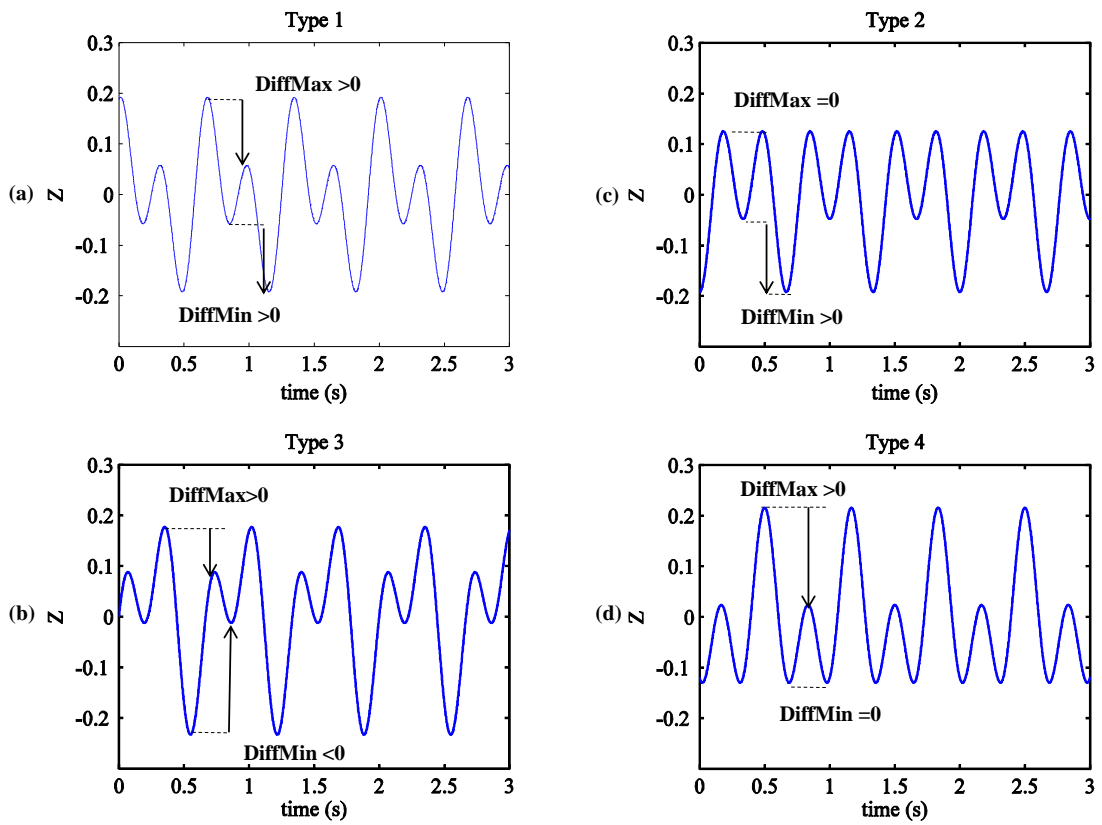 Type 1
0.3
0.2
0.1
0
-0.1
-0.2
Z
(a)
DiffMax >0
DiffMin >0
0 0.5 1 1.5 2 2.5 3
time (s)
Type 2
0.3
0.2
0.1
0
-0.1
-0.2
Z
(c)
DiffMax =0
DiffMin >0
0 0.5 1 1.5 2 2.5 3
time (s)
Type 3
0.3
0.2
0.1
0
-0.1
-0.2
Z
(b)
DiffMax>0
DiffMin <0
0 0.5 1 1.5 2 2.5 3
time (s)
Type 4
0.3
0.2
0.1
0
-0.1
-0.2
Z
(d)
DiffMax >0
DiffMin =0
0 0.5 1 1.5 2 2.5 3
time (s)